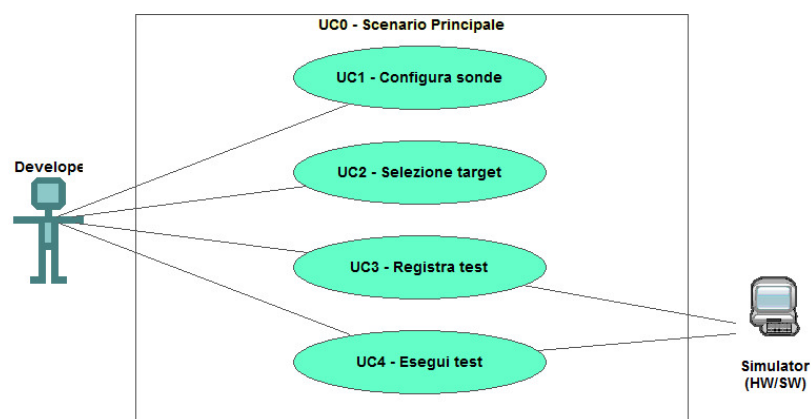 UC0 - Scenario Principale
UC1 - Configura sonde
Develope
UC2 - Selezione target
UC3 - Registra test
UC4 - Esegui test
Simulator
(HW/SW)